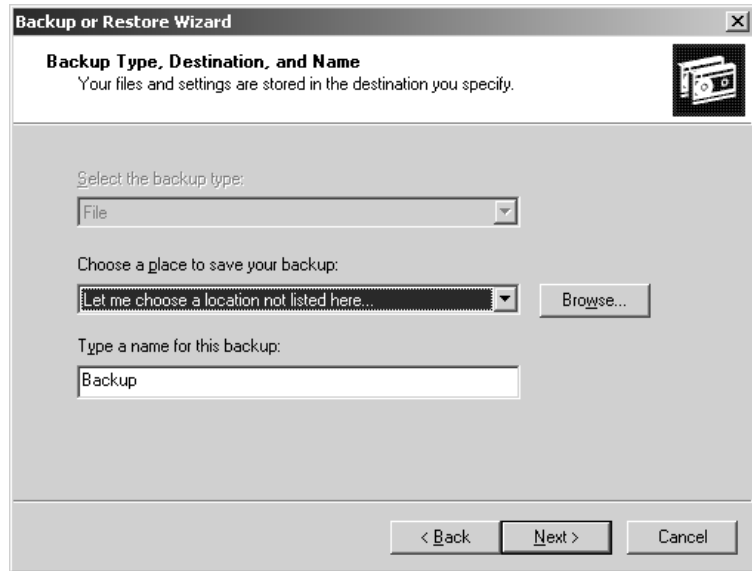 Backup or Restore Wizard
Backup Type, Destination, and Name
Your files and settings are stored in the destination you specify.
Select the backup type:
File
Choose a place to save your backup:
Let me choose a location not listed here...
Browse...
Type a name for this backup:
Backup
< Back Next > Cancel